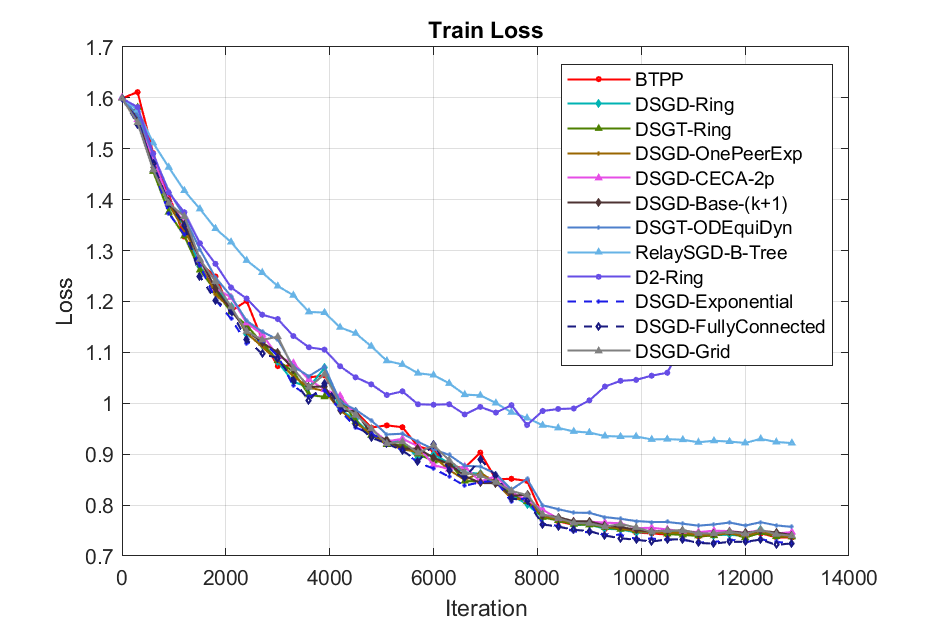 Train Loss
1.7
1.6
1.5
1.4
1.3
1.2
1.1
1
0.9
0.8
0.7
Loss
BTPP
DSGD-Ring
DSGT-Ring
DSGD-OnePeerExp
DSGD-CECA-2p
DSGD-Base-(k+1)
DSGT-ODEquiDyn
RelaySGD-B-Tree
D2-Ring
DSGD-Exponential
DSGD-FullyConnected
DSGD-Grid
0 2000 4000 6000 8000 10000 12000 14000
Iteration